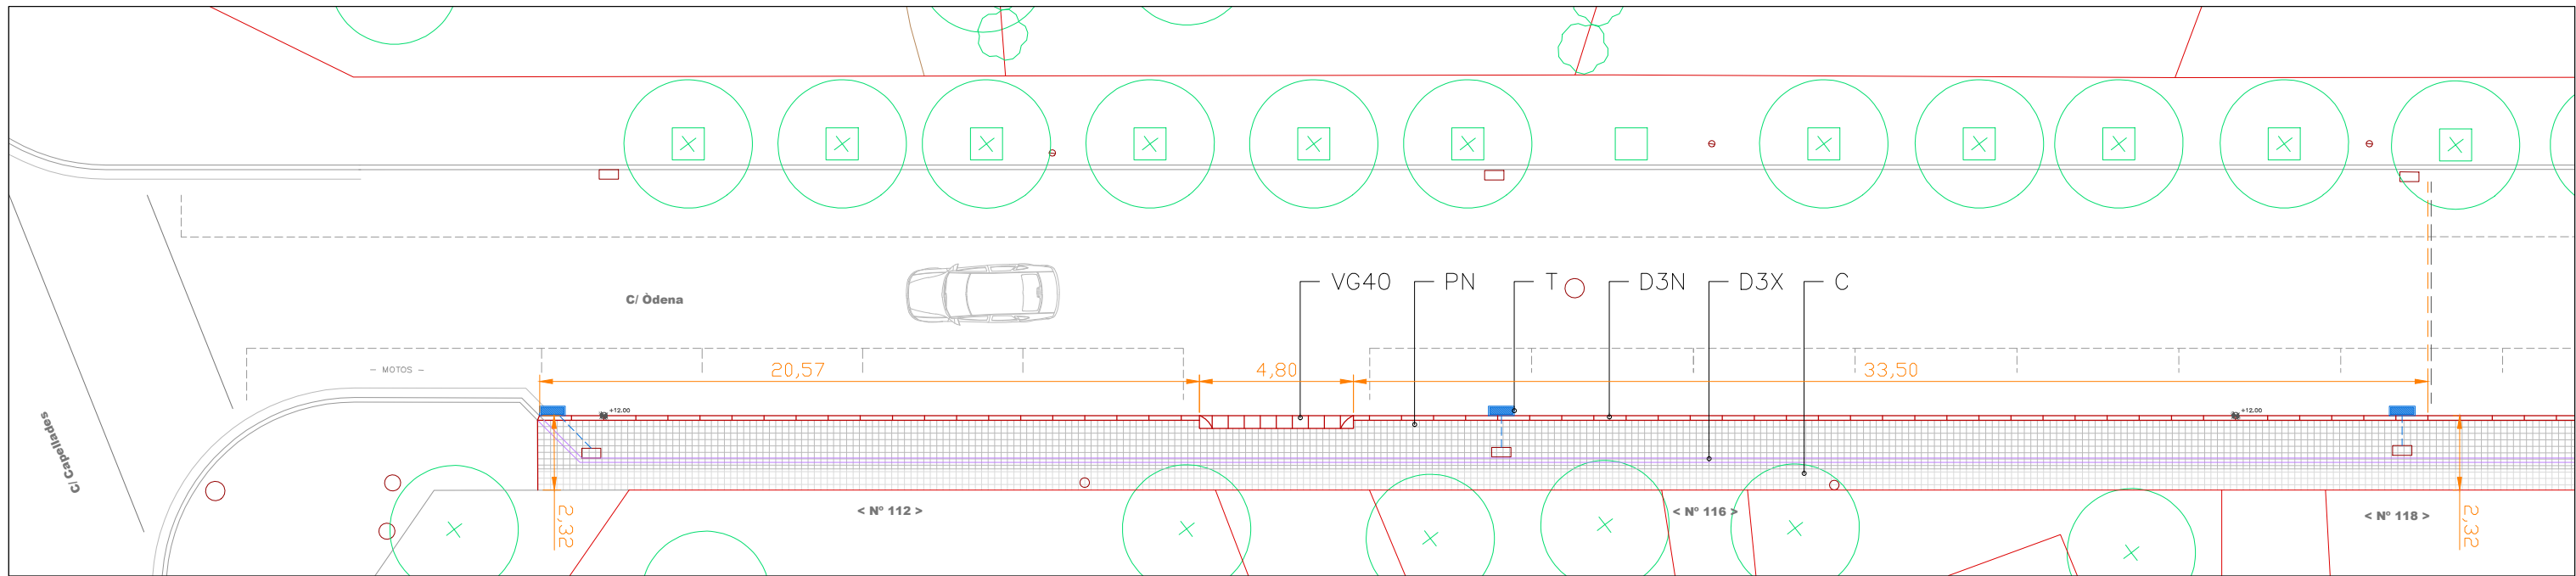 VG40
PN
T
D3N
D3X
C
C/ Òdena
– MOTOS –
20,57
4,80
33,50
+12.00
+12.00
C/ Capellades
2,32
< Nº 112 >
< Nº 116 >
< Nº 118 >
2,32